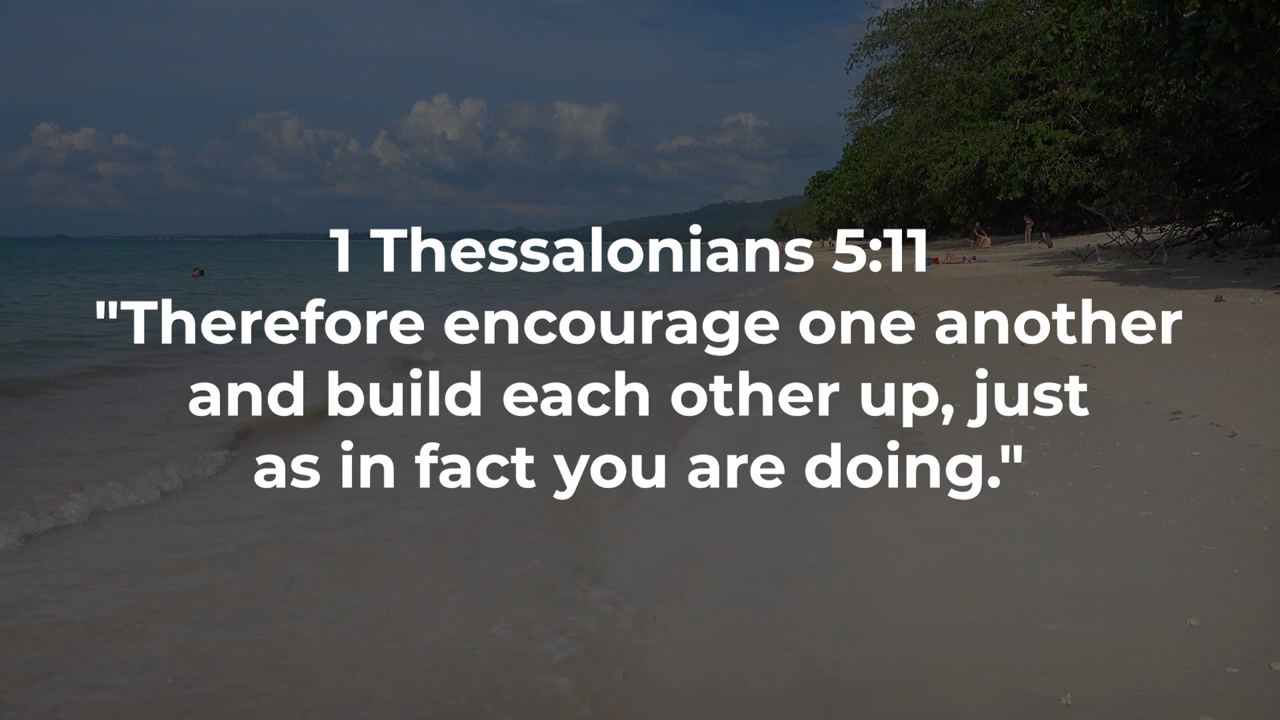 1 Thessalonians 5:11
"Therefore encourage one another
and build each other up, just
as in fact you are doing."